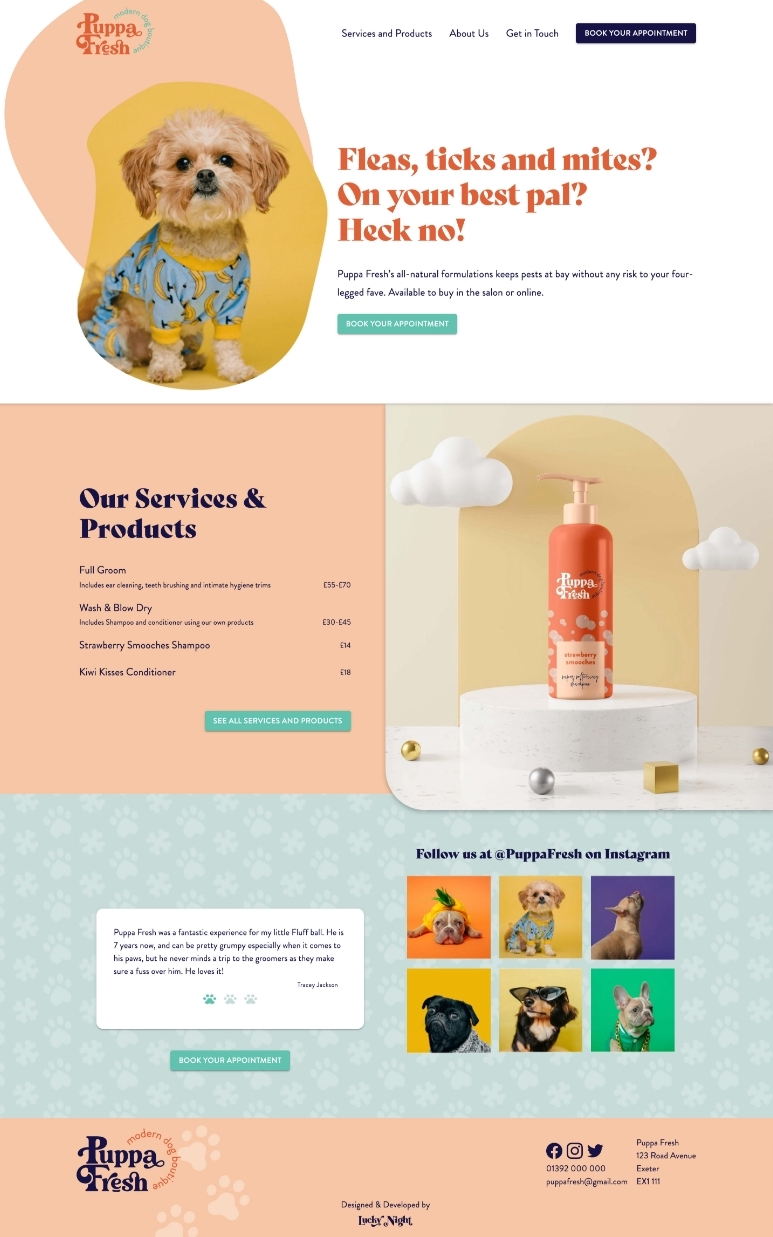 Puppa
Fresh
modern dog boutique
Services and Products
About Us
Get in Touch
BOOK YOUR APPOINTMENT
Fleas, ticks and mites?
On your best pal?
Heck no!
Puppa Fresh's all-natural formulations keeps pests at bay without any risk to your four-
legged fave. Available to buy in the salon or online.
BOOK YOUR APPOINTMENT
Our Services &
Products
Full Groom
Includes ear cleaning, teeth brushing and intimate hygiene trims £55-£70
Wash & Blow Dry
Includes Shampoo and conditioner using our own products £30-£45
Strawberry Smooches Shampoo £14
Kiwi Kisses Conditioner £18
SEE ALL SERVICES AND PRODUCTS
Puppa
Fresh
modern dog
strawberry
smooches
shampoo
Follow us at @PuppaFresh on Instagram
Puppa Fresh was a fantastic experience for my little Fluff ball. He is
7 years now, and can be pretty grumpy especially when it comes to
his paws, but he never minds a trip to the groomers as they make
sure a fuss over him. He loves it!
Tracey Jackson
BOOK YOUR APPOINTMENT
Puppa
Fresh
modern dog boutique
01392 000 000
puppafresh@gmail.com
Puppa Fresh
123 Road Avenue
Exeter
EX1 111
Designed & Developed by
Lucky Night